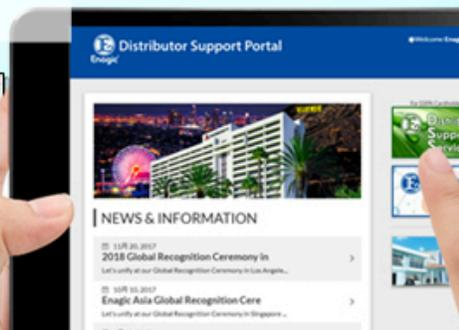 Enagic
Distributor Support Portal
Welcome Enagic
NEWS & INFORMATION
11月 20, 2017
2018 Global Recognition Ceremony in
Let's unify at our Global Recognition Ceremony in Los Angele...
10月 10, 2017
Enagic Asia Global Recognition Cere
Let's unify at our Global Recognition Ceremony in Singapore ...